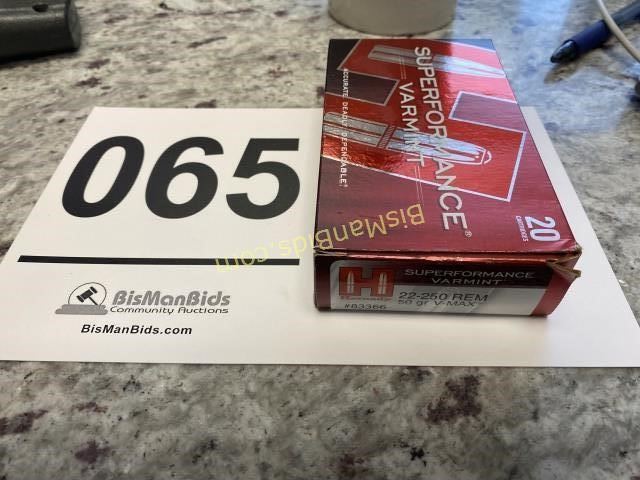 065
BisManBids
Community Auctions
BisManBids.com
SUPERFORMANCE®
VARMINT
ACCURATE DEADLY DEPENDABLE®
20
CARTRIDGES
BisManBids.com
H
Hornady
#83366
SUPERFORMANCE
VARMINT
22-250 REM
50 gr V-MAX